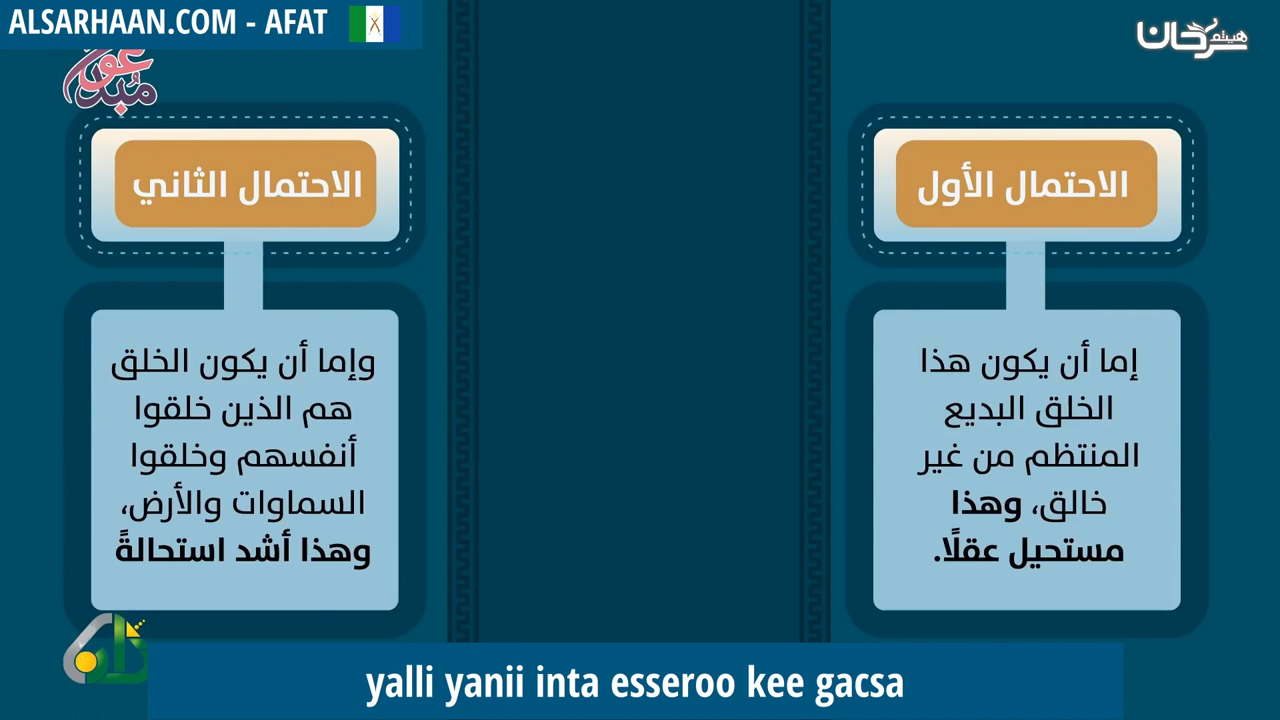 ALSARHAAN.COM - AFAT
هيثم سرحان
الاحتمال الأول
إما أن يكون هذا
الخلق البديع
المنتظم من غير
خالق، وهذا
مستحيل عقلًا.
الاحتمال الثاني
وإما أن يكون الخلق
هم الذين خلقوا
أنفسهم وخلقوا
السماوات والأرض،
وهذا أشد استحالةً
yalli yanii inta esseroo kee gacsa